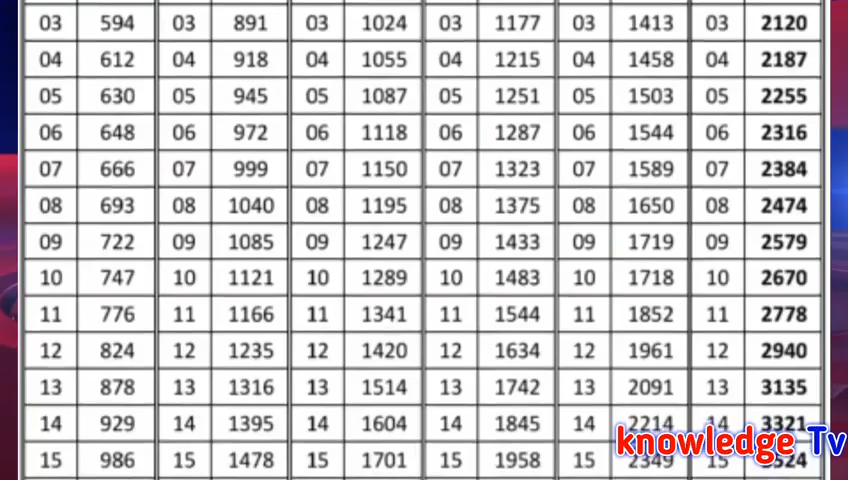 03 594 03 891 03 1024 03 1177 03 1413 03 2120
04 612 04 918 04 1055 04 1215 04 1458 04 2187
05 630 05 945 05 1087 05 1251 05 1503 05 2255
06 648 06 972 06 1118 06 1287 06 1544 06 2316
07 666 07 999 07 1150 07 1323 07 1589 07 2384
08 693 08 1040 08 1195 08 1375 08 1650 08 2474
09 722 09 1085 09 1247 09 1433 09 1719 09 2579
10 747 10 1121 10 1289 10 1483 10 1718 10 2670
11 776 11 1166 11 1341 11 1544 11 1852 11 2778
12 824 12 1235 12 1420 12 1634 12 1961 12 2940
13 878 13 1316 13 1514 13 1742 13 2091 13 3135
14 929 14 1395 14 1604 14 1845 14 2214 14 3321
knowledge Tv
15 986 15 1478 15 1701 15 1958 15 2349 15